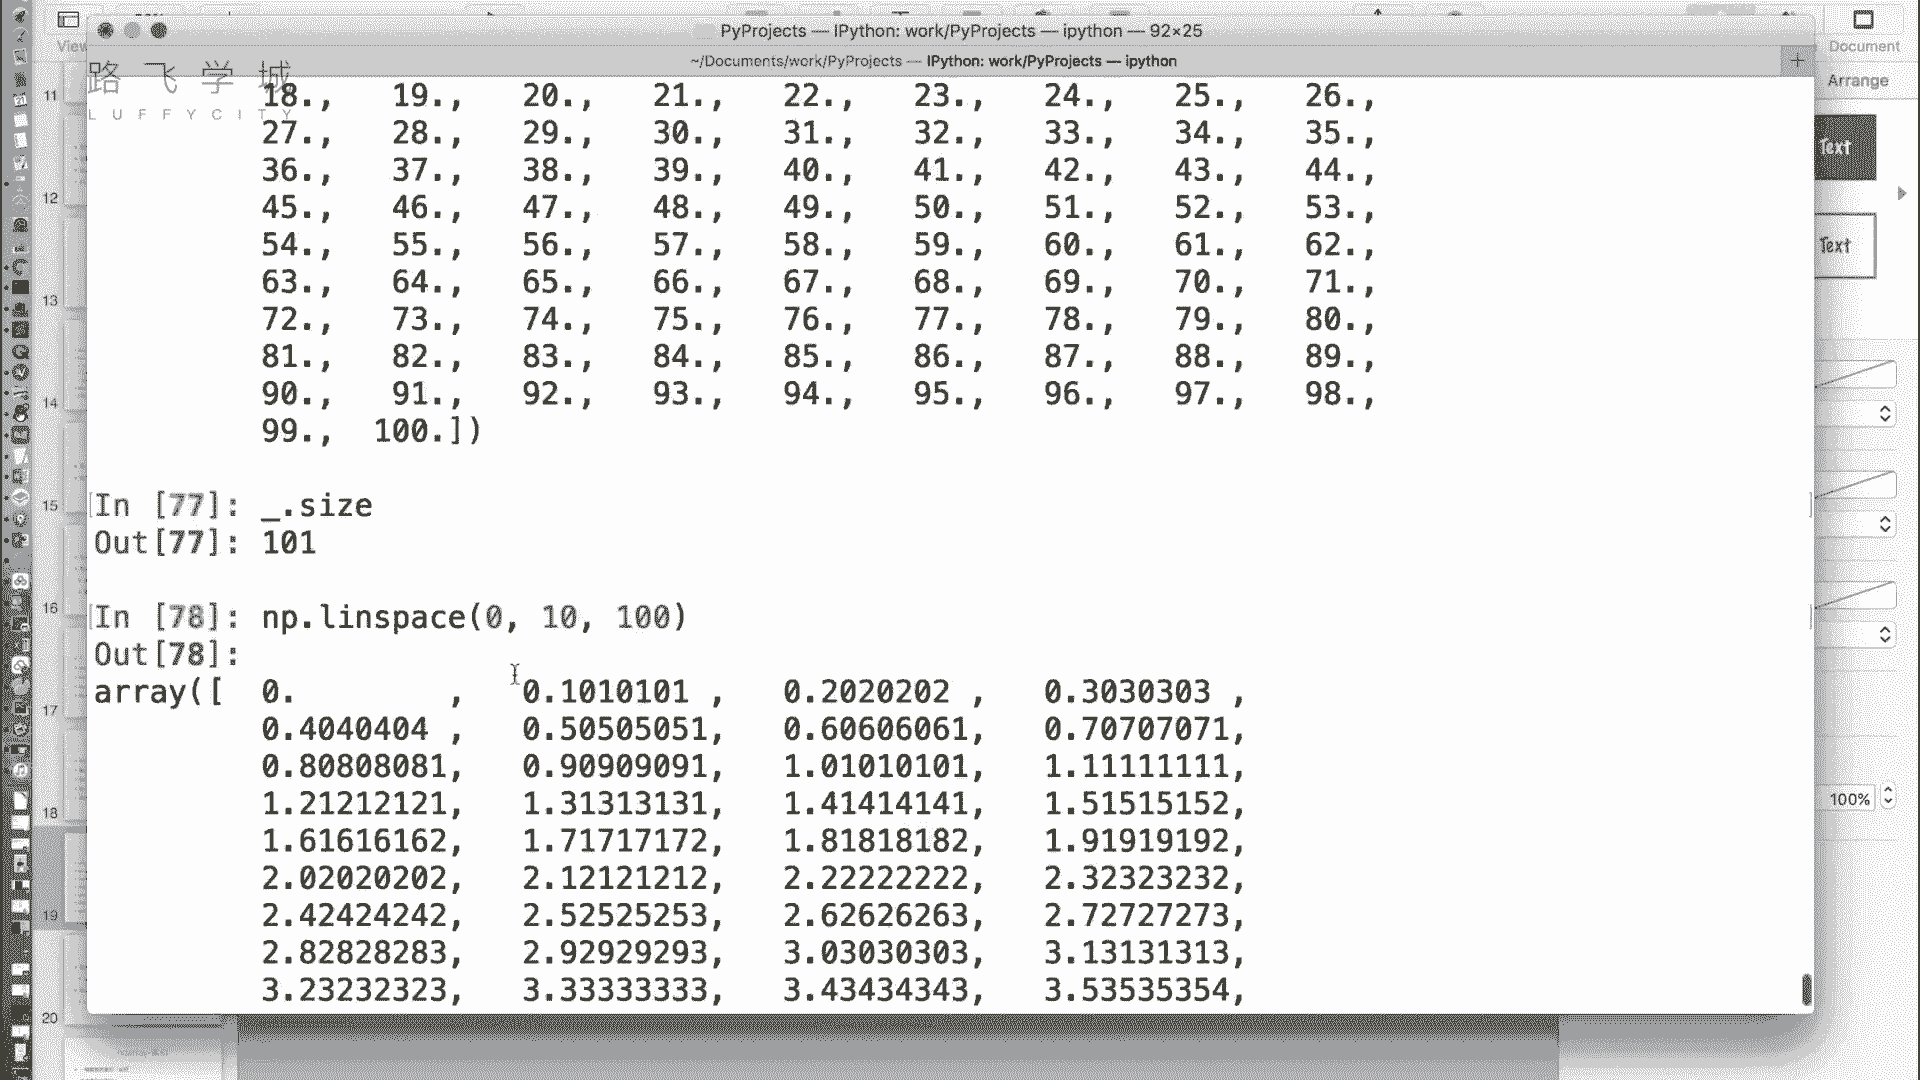 PyProjects — IPython: work/PyProjects — ipython — 92×25
~/Documents/work/PyProjects — IPython: work/PyProjects — ipython
+
View
Document
Arrange
路飞学城
LUFFYCITY
Text
Text
100%
11
12
13
14
15
16
17
18
19
20
18., 19., 20., 21., 22., 23., 24., 25., 26.,
27., 28., 29., 30., 31., 32., 33., 34., 35.,
36., 37., 38., 39., 40., 41., 42., 43., 44.,
45., 46., 47., 48., 49., 50., 51., 52., 53.,
54., 55., 56., 57., 58., 59., 60., 61., 62.,
63., 64., 65., 66., 67., 68., 69., 70., 71.,
72., 73., 74., 75., 76., 77., 78., 79., 80.,
81., 82., 83., 84., 85., 86., 87., 88., 89.,
90., 91., 92., 93., 94., 95., 96., 97., 98.,
99., 100.])
In [77]: _.size
Out[77]: 101
In [78]: np.linspace(0, 10, 100)
Out[78]:
array([ 0. , 0.1010101 , 0.2020202 , 0.3030303 ,
0.4040404 , 0.50505051, 0.60606061, 0.70707071,
0.80808081, 0.90909091, 1.01010101, 1.11111111,
1.21212121, 1.31313131, 1.41414141, 1.51515152,
1.61616162, 1.71717172, 1.81818182, 1.91919192,
2.02020202, 2.12121212, 2.22222222, 2.32323232,
2.42424242, 2.52525253, 2.62626263, 2.72727273,
2.82828283, 2.92929293, 3.03030303, 3.13131313,
3.23232323, 3.33333333, 3.43434343, 3.53535354,